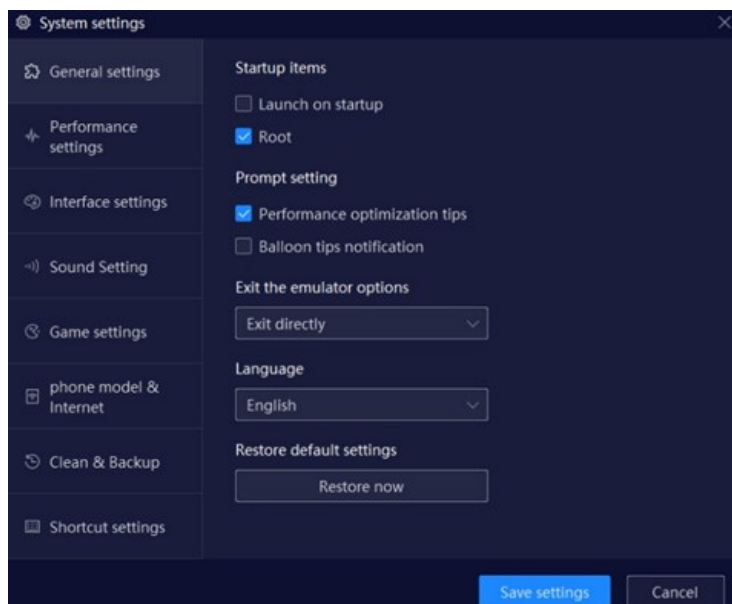 System settings
General settings
Performance
settings
Interface settings
Sound Setting
Game settings
phone model &
Internet
Clean & Backup
Shortcut settings
Startup items
Launch on startup
Root
Prompt setting
Performance optimization tips
Balloon tips notification
Exit the emulator options
Exit directly
Language
English
Restore default settings
Restore now
Save settings
Cancel